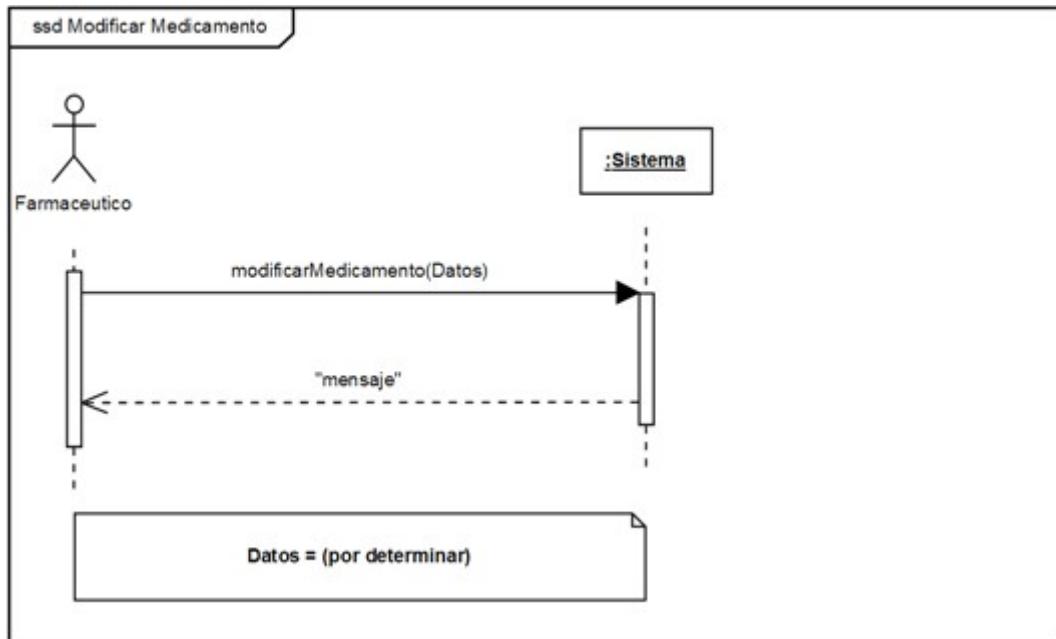 ssd Modificar Medicamento
:Sistema
Farmaceutico
modificarMedicamento(Datos)
"mensaje"
Datos = (por determinar)